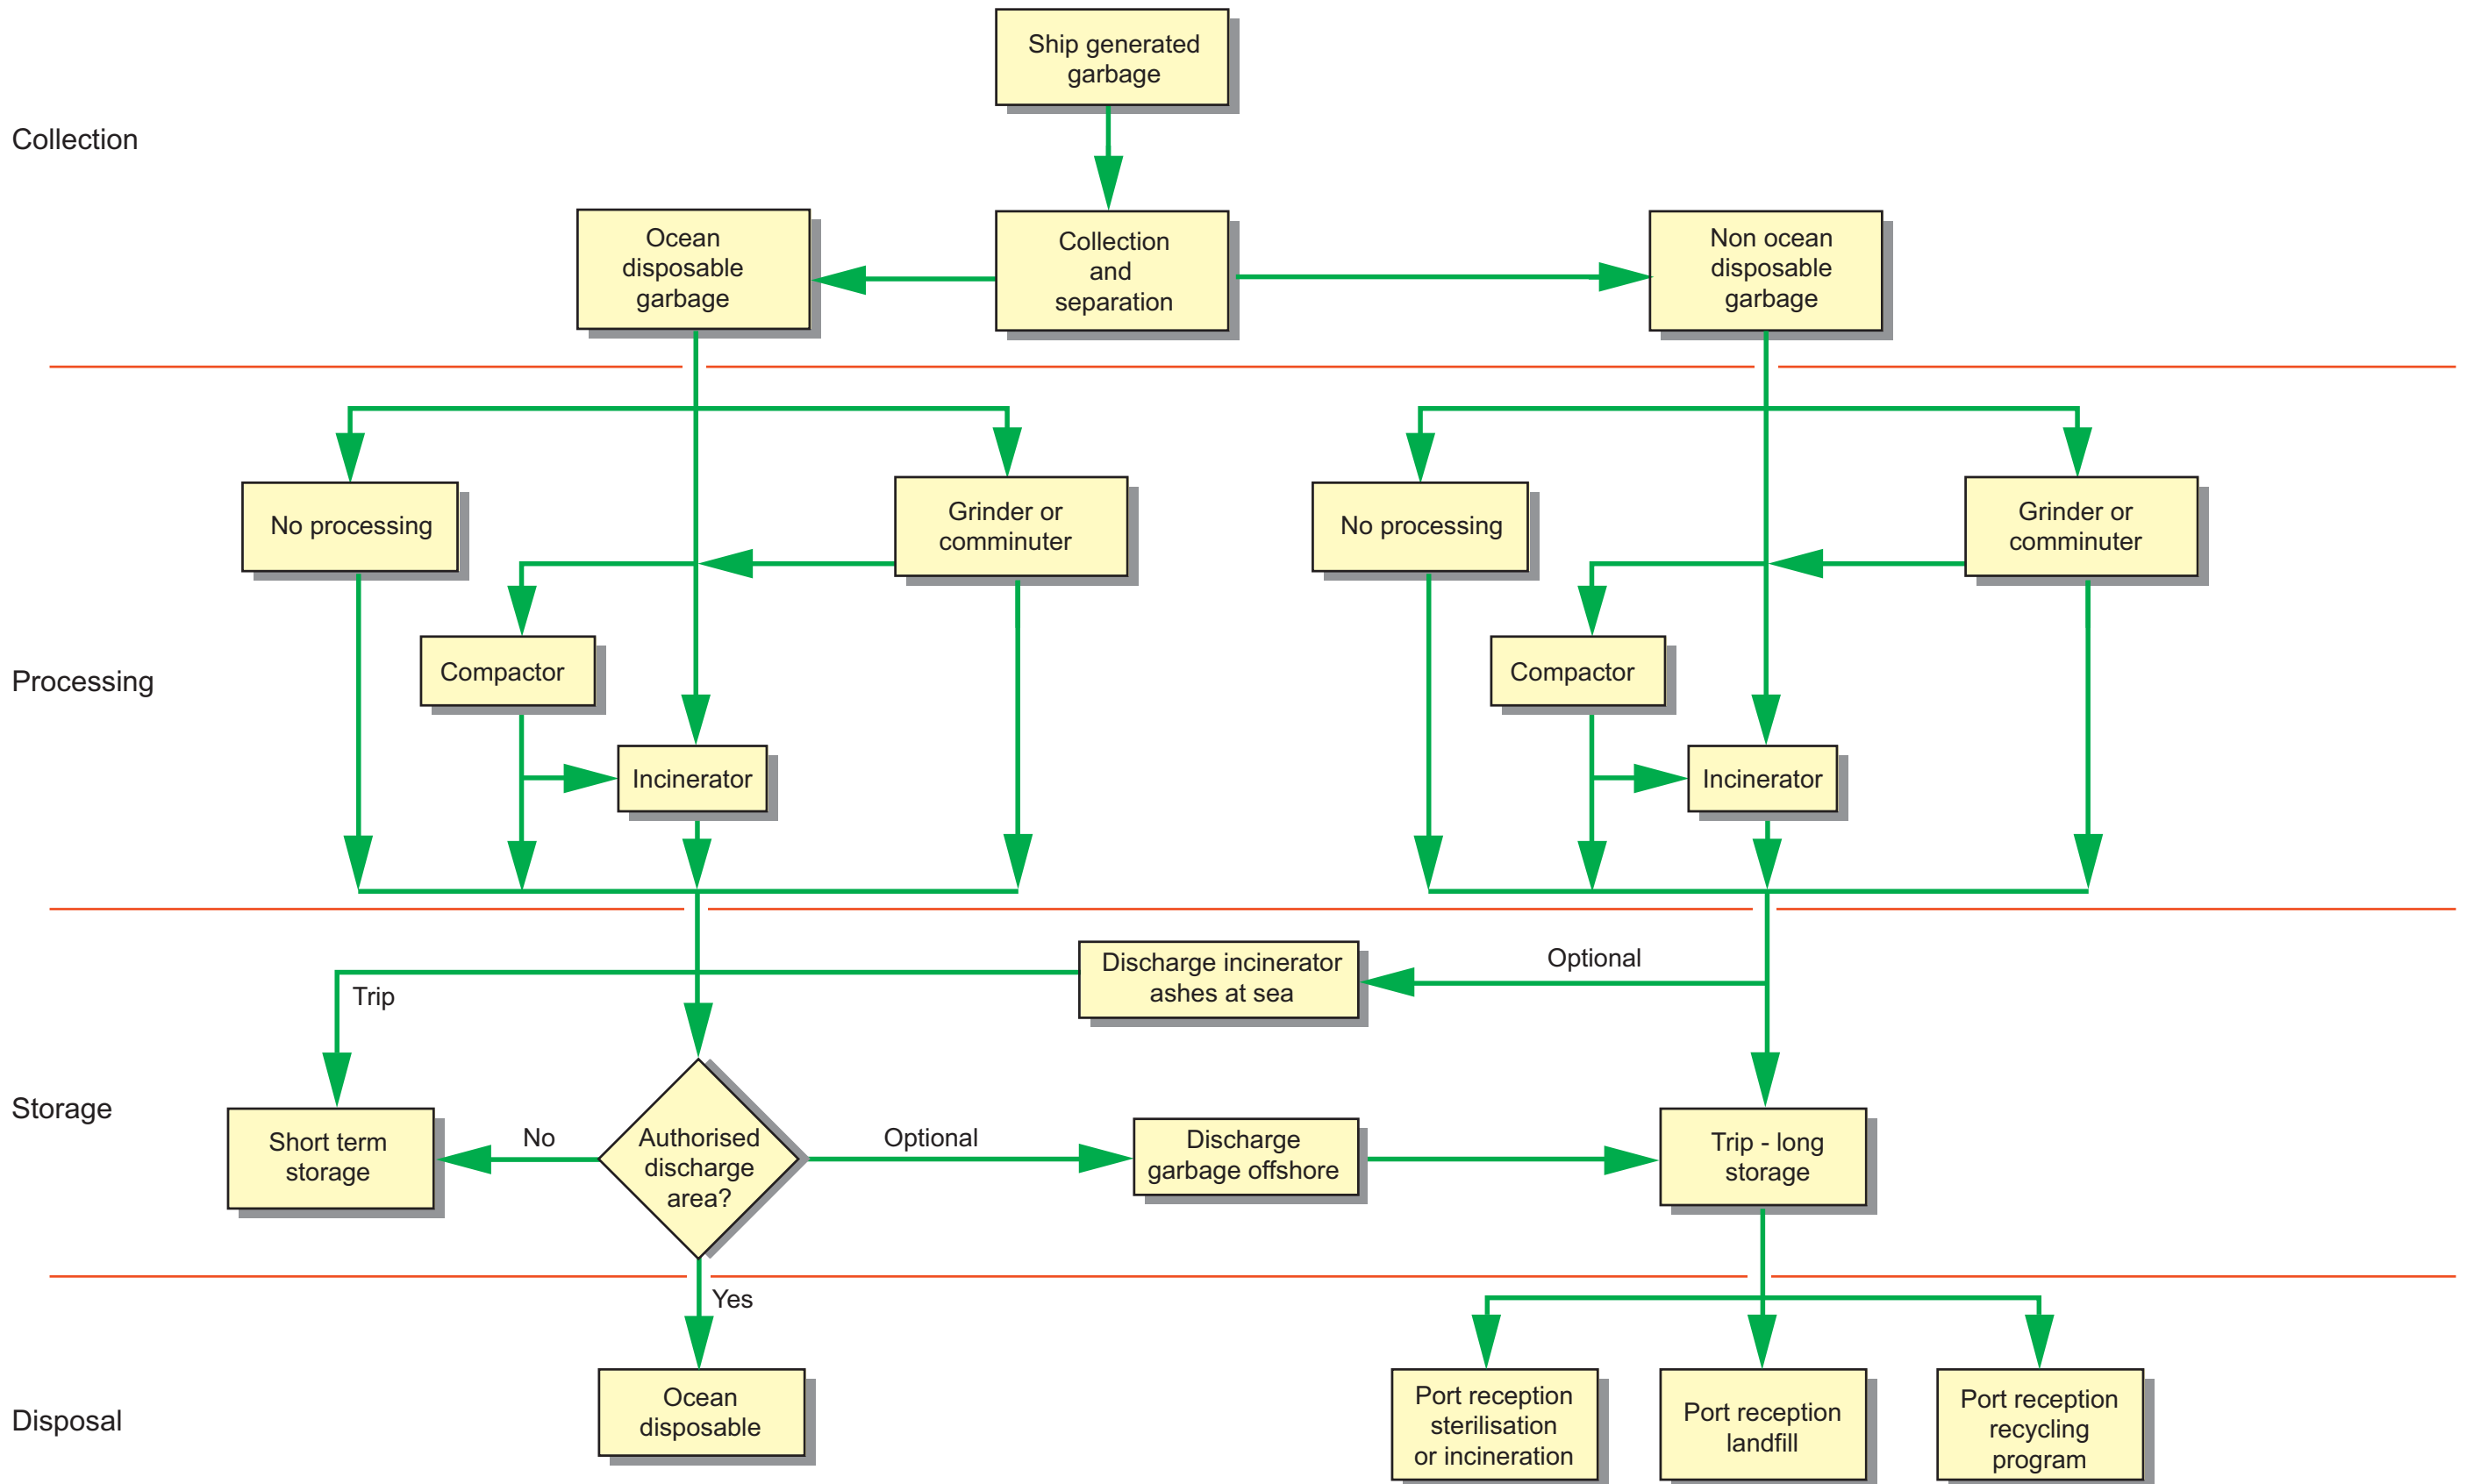 Ship generated
garbage
Collection
Ocean
disposable
garbage
Collection
and
separation
Non ocean
disposable
garbage
No processing
Grinder or
comminuter
No processing
Grinder or
comminuter
Compactor
Compactor
Processing
Incinerator
Incinerator
Discharge incinerator
ashes at sea
Optional
Trip
Storage
Short term
storage
No
Authorised
discharge
area?
Optional
Discharge
garbage offshore
Trip - long
storage
Yes
Disposal
Ocean
disposable
Port reception
sterilisation
or incineration
Port reception
landfill
Port reception
recycling
program